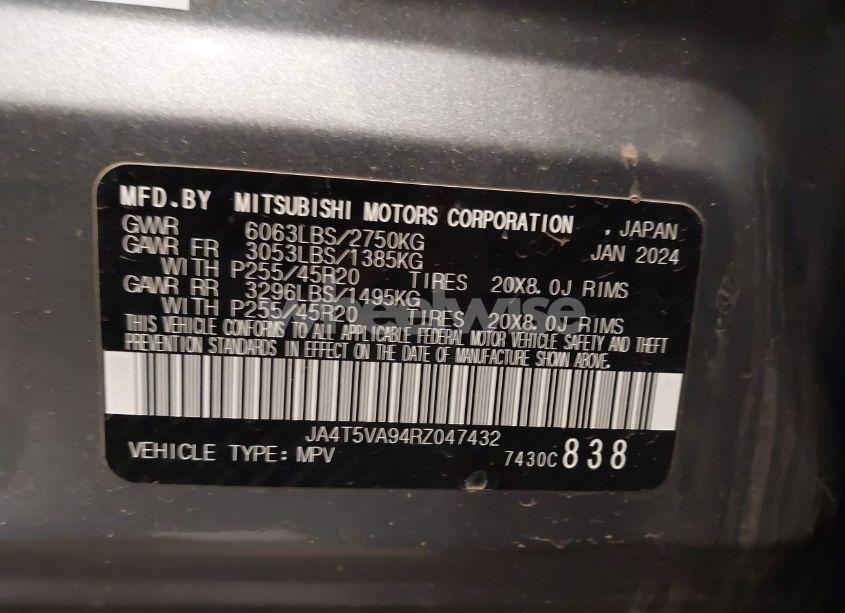 MFD.BY MITSUBISHI MOTORS CORPORATION , JAPAN
GWWR 6063LBS/2750KG JAN 2024
GAWR FR 3053LBS/1385KG
WITH P255/45R20 TIRES 20X8.0J RIMS
GAWR RR 3296LBS/1495KG
WITH P255/45R20 TIRES 20X8.0J RIMS
THIS VEHICLE CONFORMS TO ALL APPLICABLE FEDERAL MOTOR VEHICLE SAFETY AND THEFT
PREVENTION STANDARDS IN EFFECT ON THE DATE OF MANUFACTURE SHOWN ABOVE.
JA4T5VA94RZ047432
VEHICLE TYPE: MPV 7430C 838